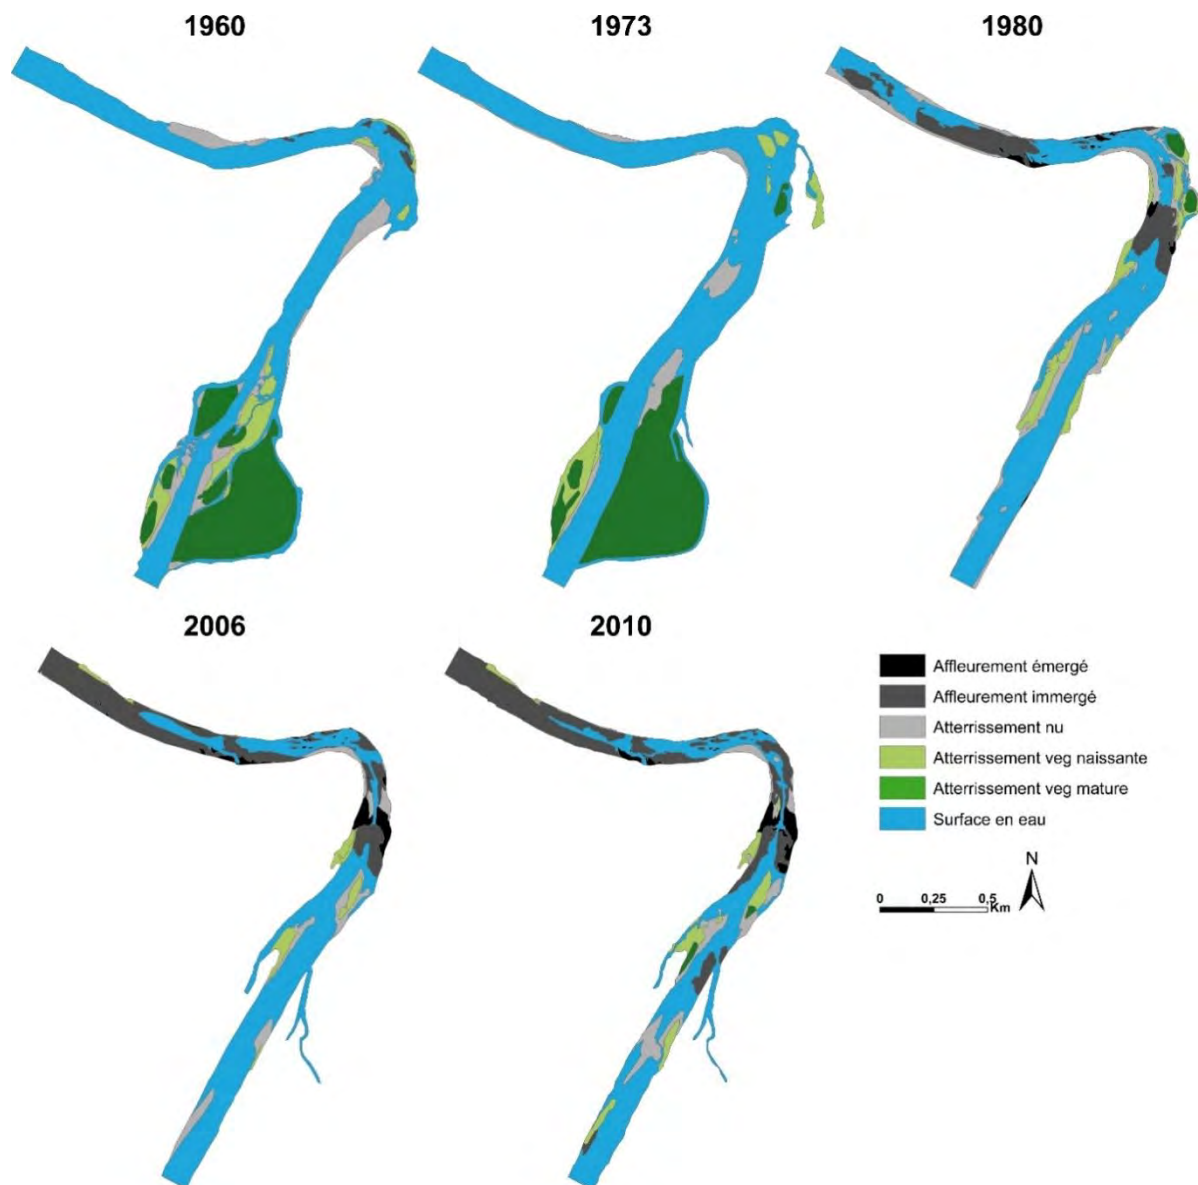 1960
1973
1980
2006
2010
Affleurement émergé
Affleurement immergé
Atterrissement nu
Atterrissement veg naissante
Atterrissement veg mature
Surface en eau
N
0 0,25 0,5
Km